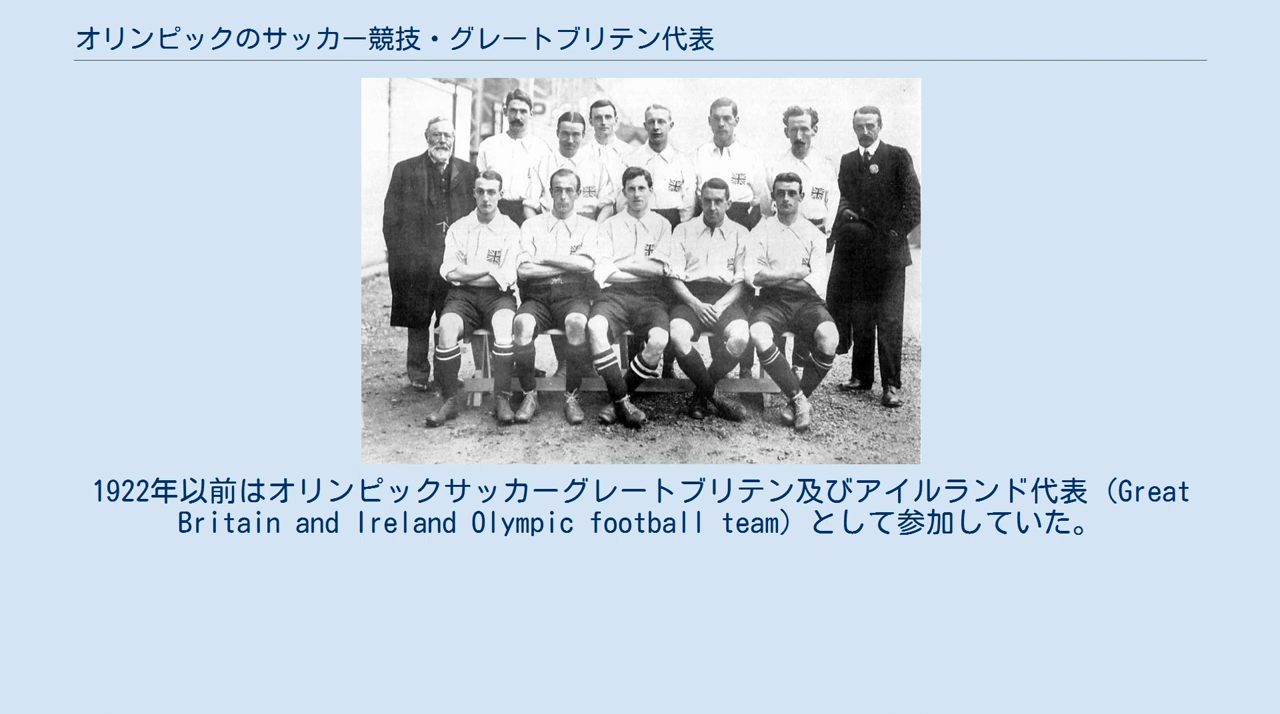 オリンピックのサッカー競技・グレートブリテン代表
1922年以前はオリンピックサッカーグレートブリテン及びアイルランド代表（Great
Britain and Ireland Olympic football team）として参加していた。